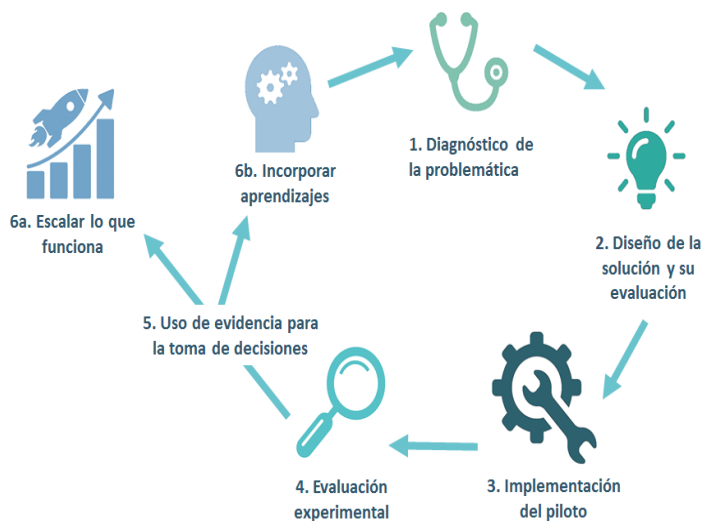 1. Diagnóstico de
la problemática
2. Diseño de la
solución y su
evaluación
3. Implementación
del piloto
4. Evaluación
experimental
5. Uso de evidencia para
la toma de decisiones
6a. Escalar lo que
funciona
6b. Incorporar
aprendizajes